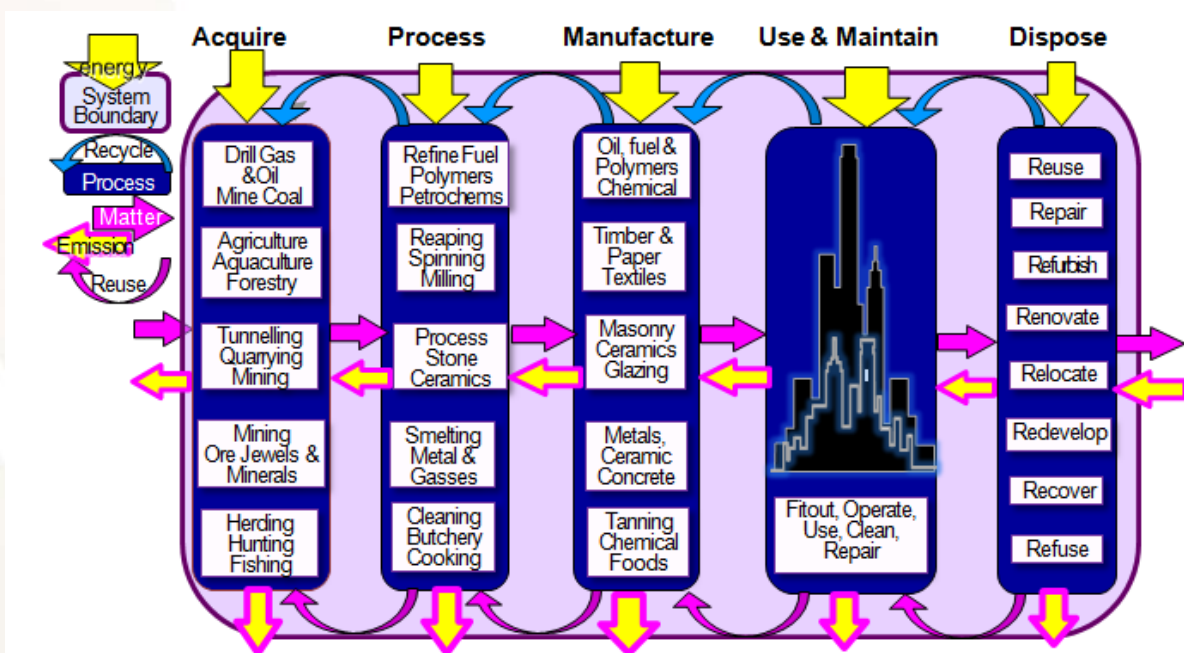 Acquire
Process
Manufacture
Use & Maintain
Dispose
energy
System
Boundary
Recycle
Process
Matter
Emission
Reuse
Drill Gas
&Oil
Mine Coal
Agriculture
Aquaculture
Forestry
Tunnelling
Quarrying
Mining
Mining
Ore Jewels &
Minerals
Herding
Hunting
Fishing
Refine Fuel
Polymers
Petrochems
Reaping
Spinning
Milling
Process
Stone
Ceramics
Smelting
Metal &
Gasses
Cleaning
Butchery
Cooking
Oil, fuel &
Polymers
Chemical
Timber &
Paper
Textiles
Masonry
Ceramics
Glazing
Metals,
Ceramic
Concrete
Tanning
Chemical
Foods
Fitout, Operate,
Use, Clean,
Repair
Reuse
Repair
Refurbish
Renovate
Relocate
Redevelop
Recover
Refuse